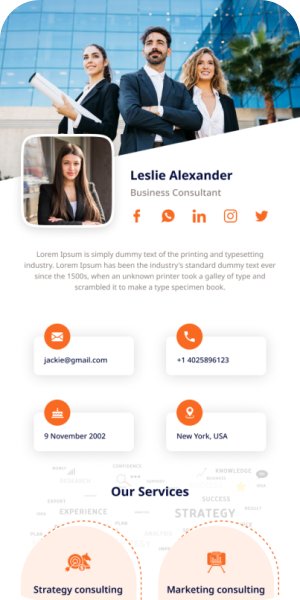 Leslie Alexander
Business Consultant
Lorem Ipsum is simply dummy text of the printing and typesetting
industry. Lorem Ipsum has been the industry's standard dummy text ever
since the 1500s, when an unknown printer took a galley of type and
scrambled it to make a type specimen book.
jackie@gmail.com
+1 4025896123
9 November 2002
New York, USA
CONFIDENCE
KNOWLEDGE
Our Services
EXPERT
SUCCESS
EXPERIENCE
STRATEGY
PLAN
Strategy consulting
Marketing consulting